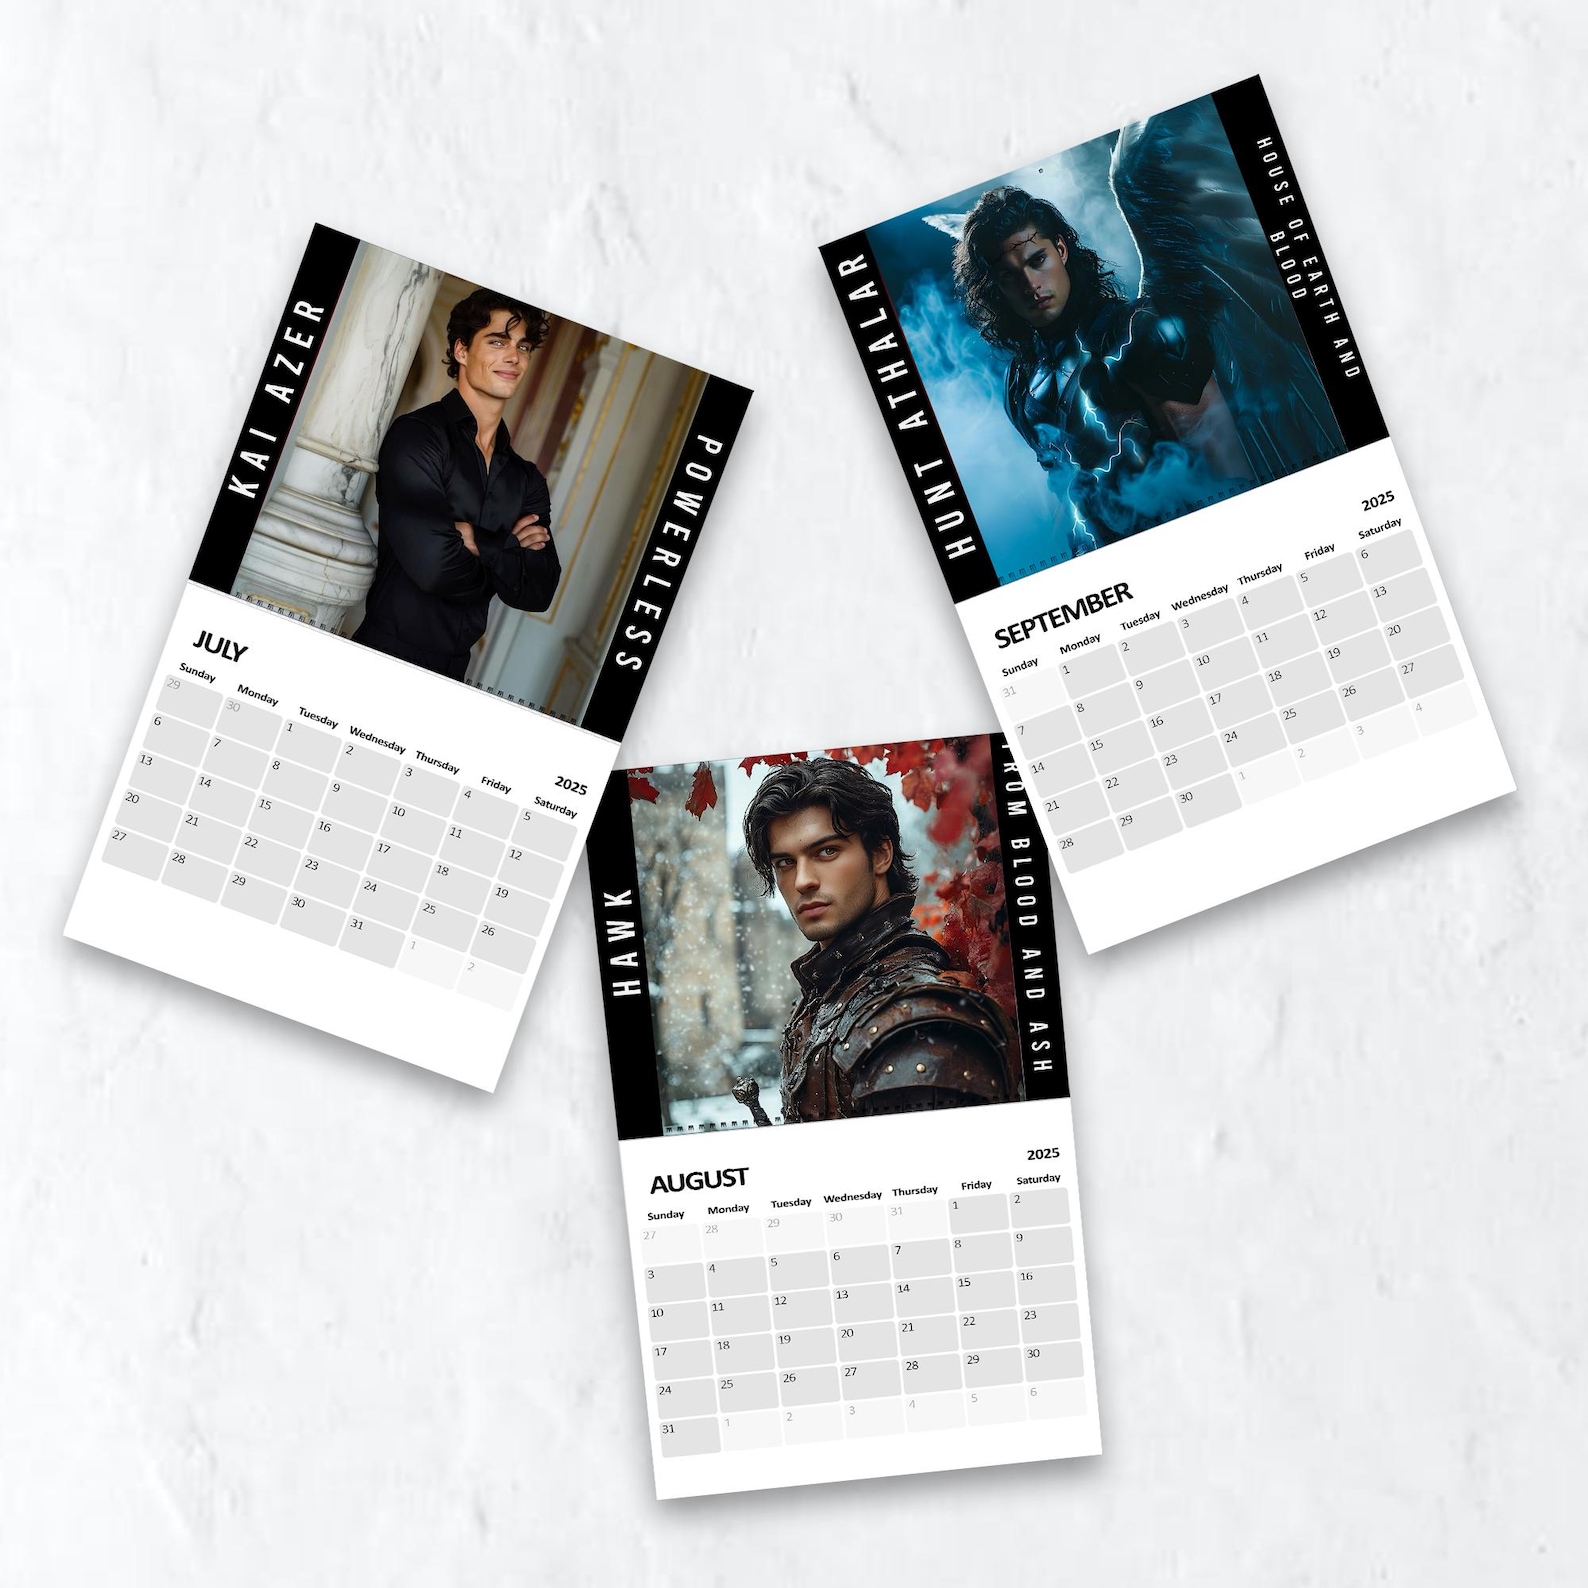 KAI AZER
POWERLESS
JULY
2025
Sunday Monday Tuesday Wednesday Thursday Friday Saturday
29 30 1 2 3 4 5
6 7 8 9 10 11 12
13 14 15 16 17 18 19
20 21 22 23 24 25 26
27 28 29 30 31 1 2
HUNT ATHALAR
HOUSE OF EARTH AND
BLOOD
SEPTEMBER
2025
Sunday Monday Tuesday Wednesday Thursday Friday Saturday
31 1 2 3 4 5 6
7 8 9 10 11 12 13
14 15 16 17 18 19 20
21 22 23 24 25 26 27
28 29 30 1 2 3 4
HAWK
FROM BLOOD AND ASH
AUGUST
2025
Sunday Monday Tuesday Wednesday Thursday Friday Saturday
27 28 29 30 31 1 2
3 4 5 6 7 8 9
10 11 12 13 14 15 16
17 18 19 20 21 22 23
24 25 26 27 28 29 30
31 1 2 3 4 5 6